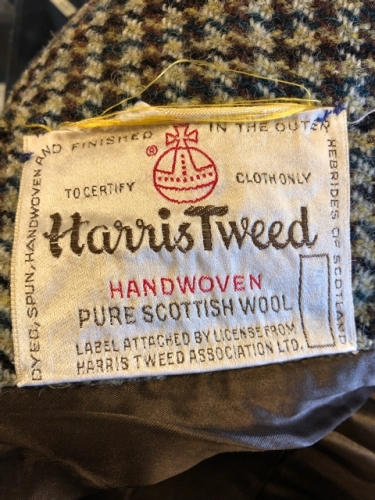 DYED, SPUN, HANDWOVEN AND FINISHED IN THE OUTER HEBRIDES OF SCOTLAND
®
TO CERTIFY CLOTH ONLY
Harris Tweed
HANDWOVEN
PURE SCOTTISH WOOL
LABEL ATTACHED BY LICENSE FROM
HARRIS TWEED ASSOCIATION LTD.